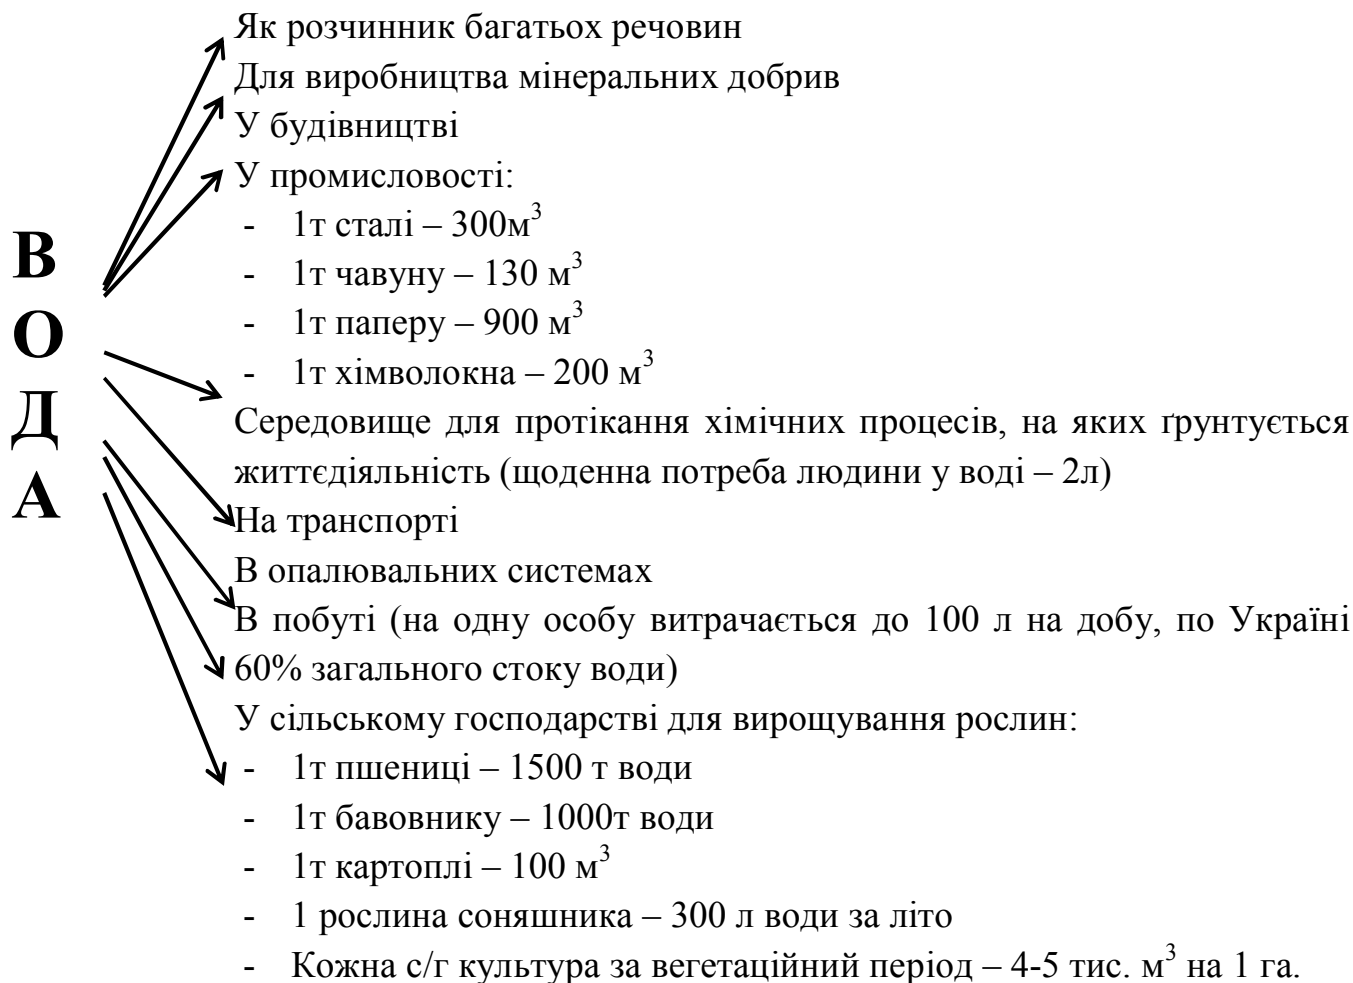 Як розчинник багатьох речовин
Для виробництва мінеральних добрив
У будівництві
У промисловості:
- 1т сталі – 300м³
- 1т чавуну – 130 м³
- 1т паперу – 900 м³
- 1т хімволокна – 200 м³
В
О
Д
А
Середовище для протікання хімічних процесів, на яких ґрунтується
життєдіяльність (щоденна потреба людини у воді – 2л)
На транспорті
В опалювальних системах
В побуті (на одну особу витрачається до 100 л на добу, по Україні
60% загального стоку води)
У сільському господарстві для вирощування рослин:
- 1т пшениці – 1500 т води
- 1т бавовнику – 1000т води
- 1т картоплі – 100 м³
- 1 рослина соняшника – 300 л води за літо
- Кожна с/г культура за вегетаційний період – 4-5 тис. м³ на 1 га.